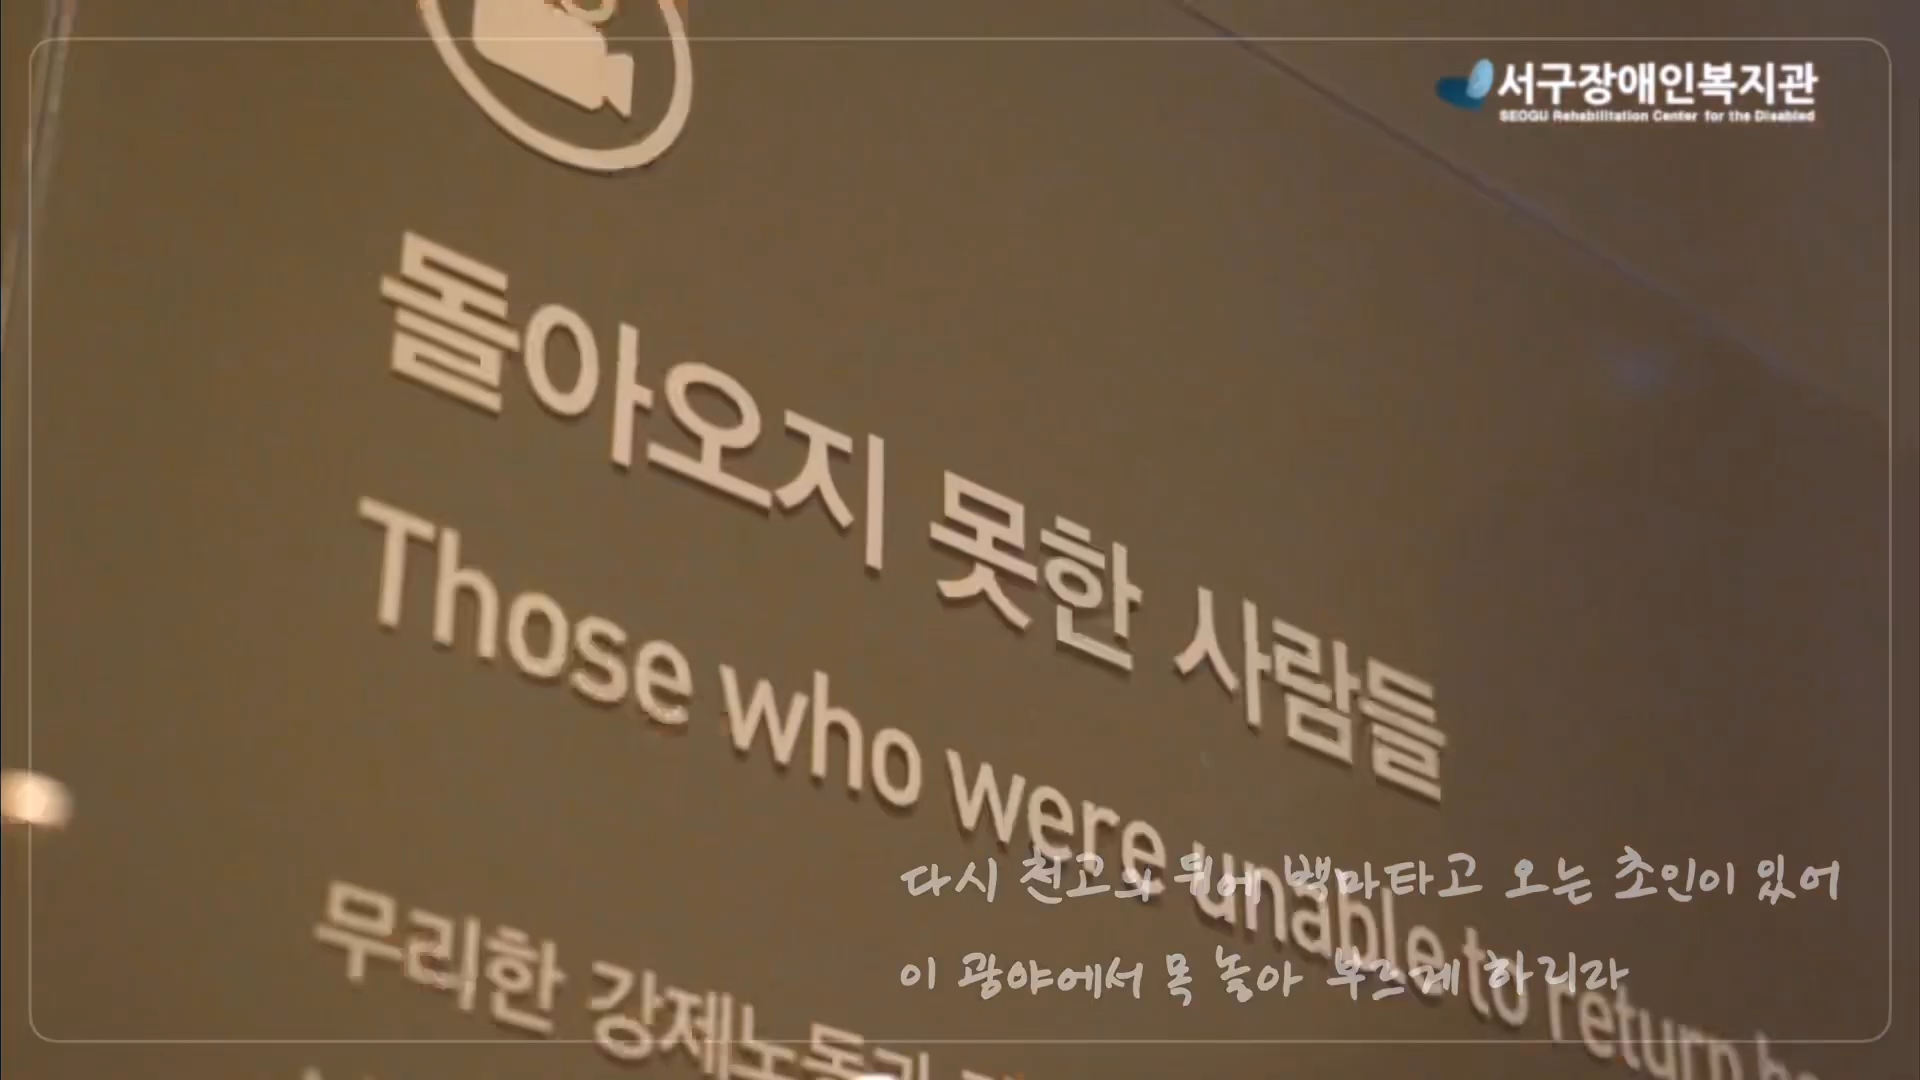 서구장애인복지관
SEOGU Rehabilitation Center for the Disabled
돌아오지 못한 사람들
Those who were unable to return
무리한 강제노동과
다시 천고의 뒤에 백마타고 오는 초인이 있어
이 광야에서 목 놓아 부르게 하리라